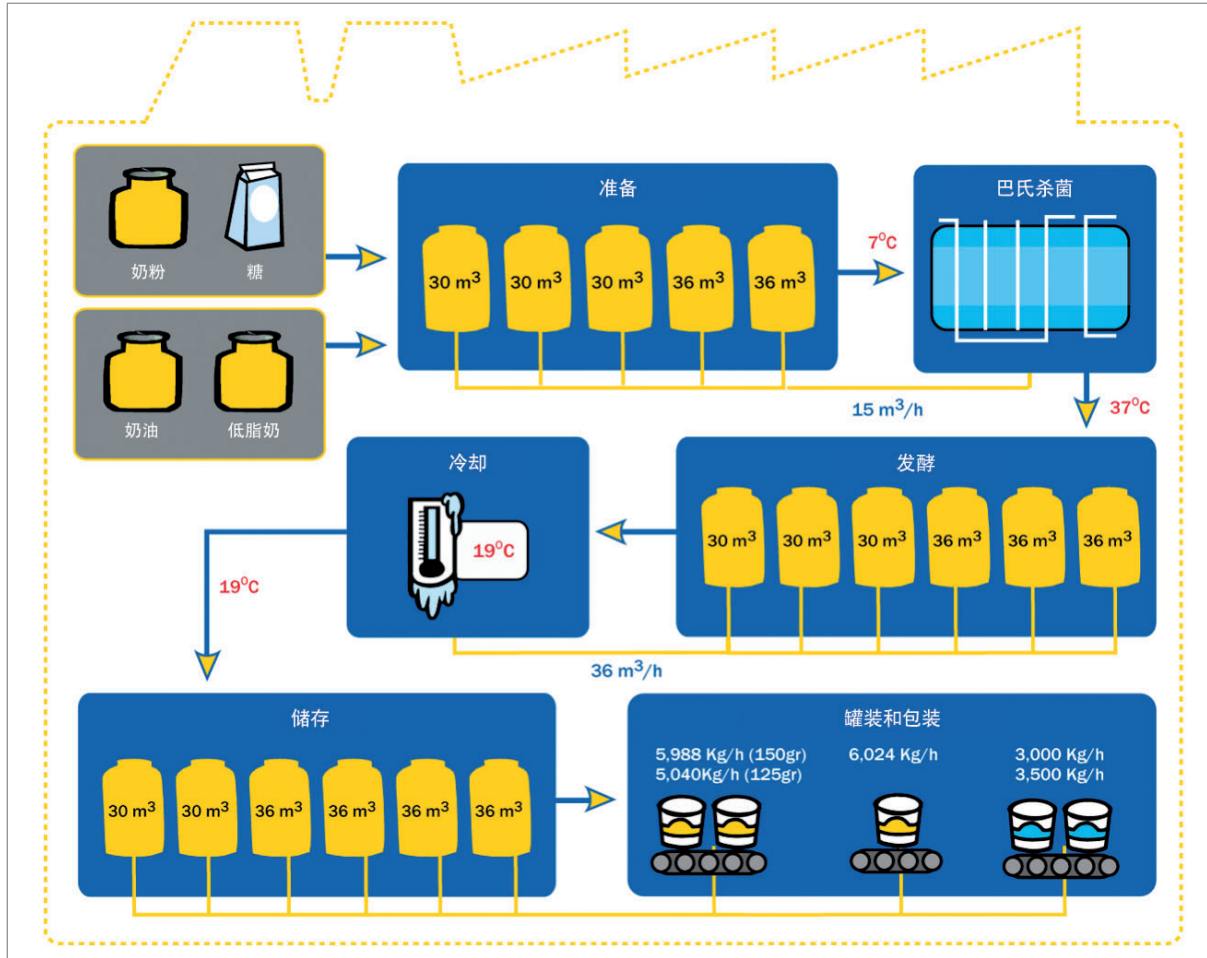 准备
巴氏杀菌
奶粉 糖
30 m³ 30 m³ 30 m³ 36 m³ 36 m³
7⁰C
奶油 低脂奶
15 m³/h
37⁰C
冷却
发酵
19⁰C
30 m³ 30 m³ 30 m³ 36 m³ 36 m³ 36 m³
19⁰C
36 m³/h
储存
30 m³ 30 m³ 36 m³ 36 m³ 36 m³ 36 m³
罐装和包装
5,988 Kg/h (150gr) 6,024 Kg/h 3,000 Kg/h
5,040Kg/h (125gr) 3,500 Kg/h